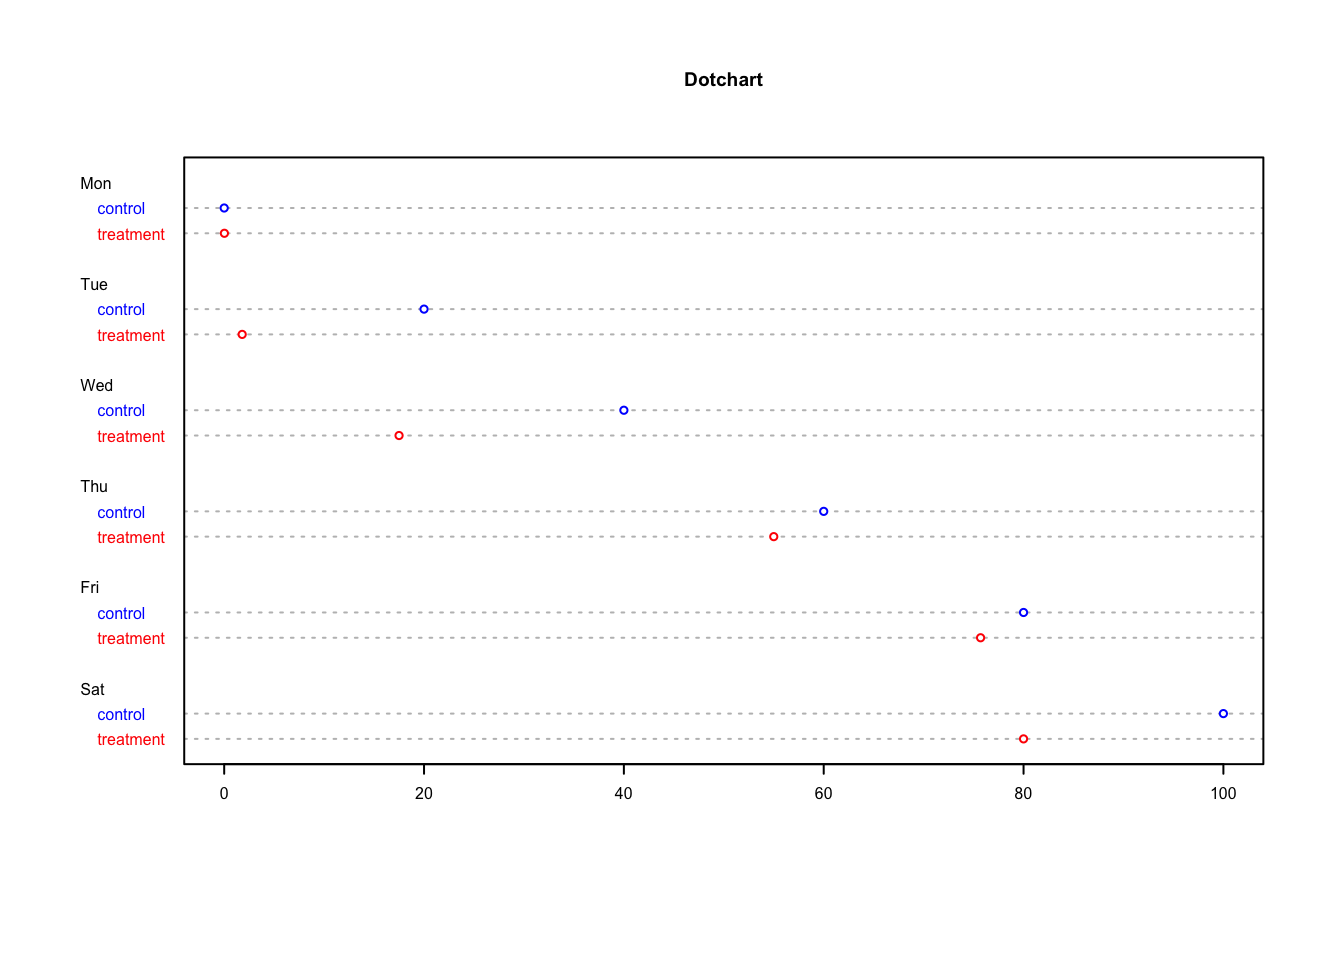 Dotchart
Mon
control
treatment
Tue
control
treatment
Wed
control
treatment
Thu
control
treatment
Fri
control
treatment
Sat
control
treatment
0 20 40 60 80 100